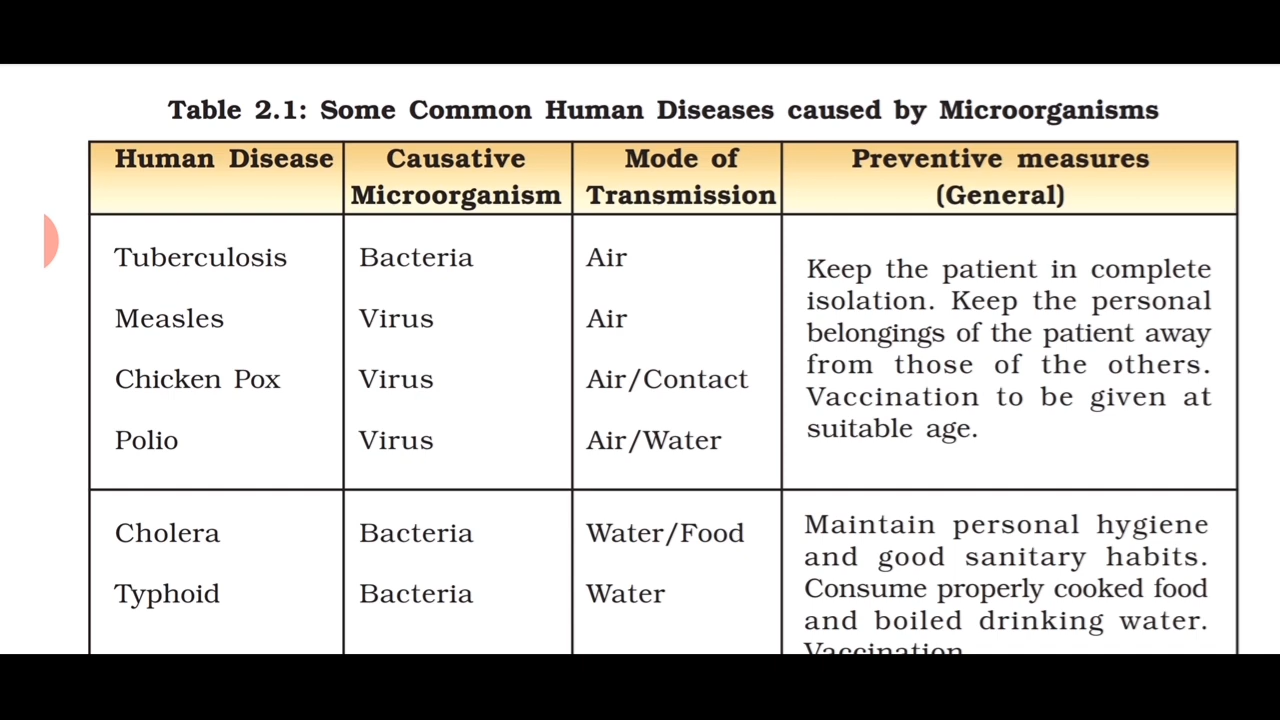 Table 2.1: Some Common Human Diseases caused by Microorganisms
Human Disease
Causative
Microorganism
Mode of
Transmission
Preventive measures
(General)
Tuberculosis
Bacteria
Air
Measles
Virus
Air
Chicken Pox
Virus
Air/Contact
Polio
Virus
Air/Water
Keep the patient in complete
isolation. Keep the personal
belongings of the patient away
from those of the others.
Vaccination to be given at
suitable age.
Cholera
Bacteria
Water/Food
Typhoid
Bacteria
Water
Maintain personal hygiene
and good sanitary habits.
Consume properly cooked food
and boiled drinking water.
Vaccination